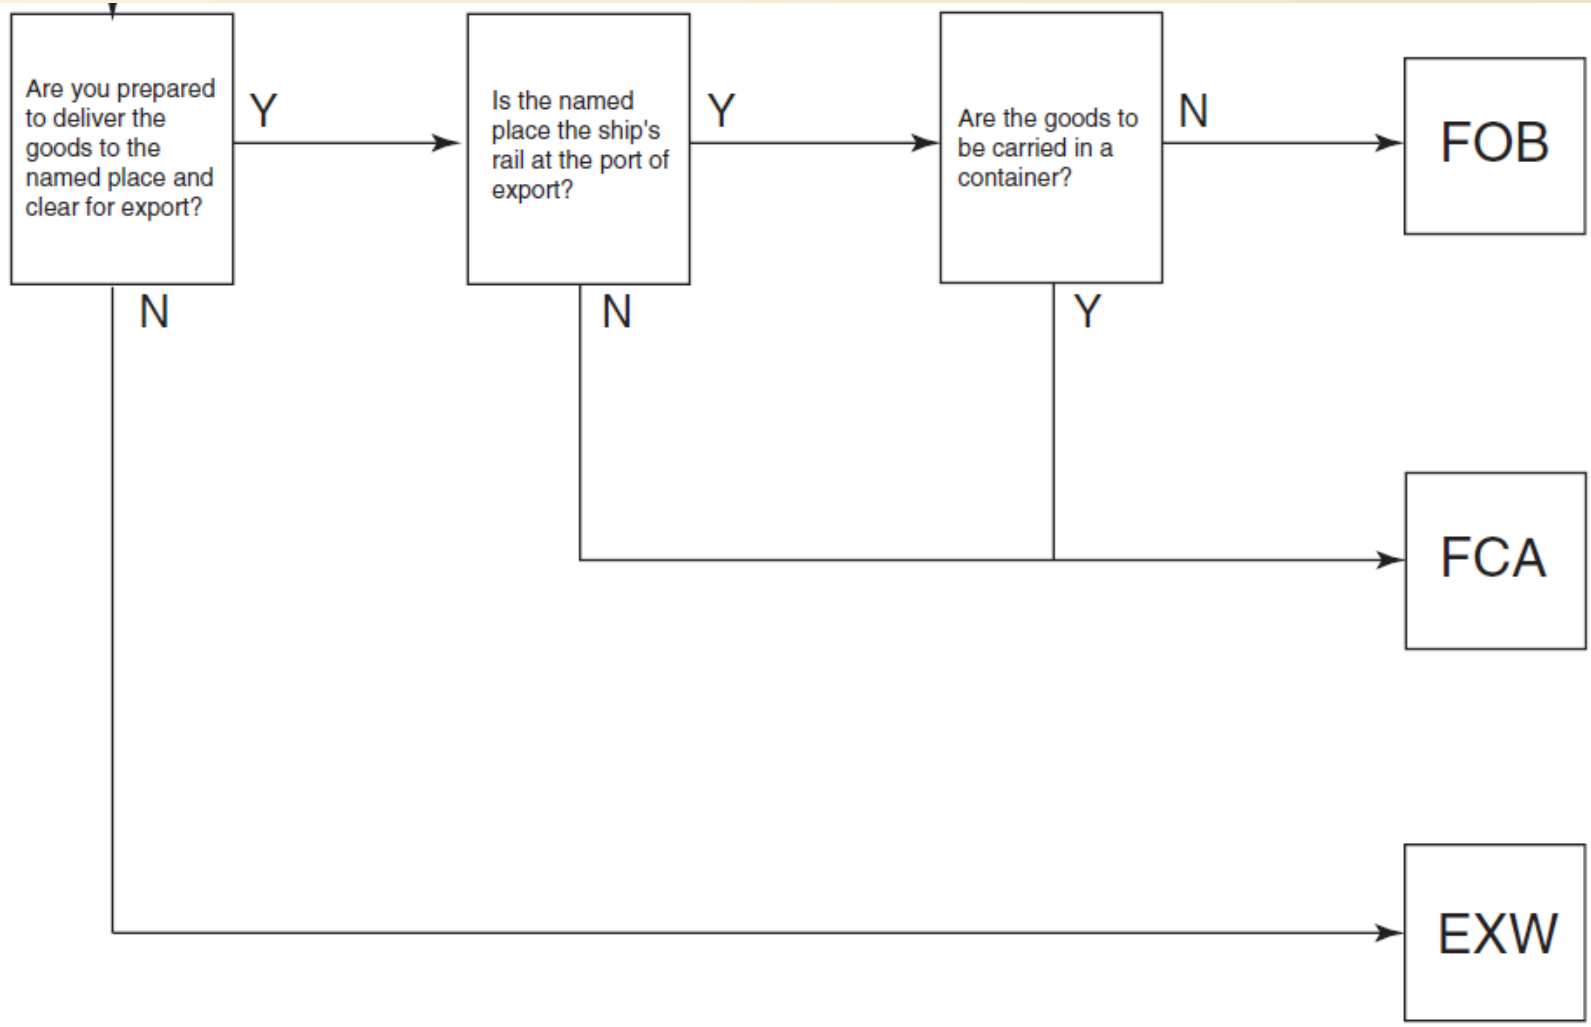 Are you prepared
to deliver the
goods to the
named place and
clear for export?
Y
N
Is the named
place the ship's
rail at the port of
export?
Y
N
Are the goods to
be carried in a
container?
N
Y
FOB
FCA
EXW